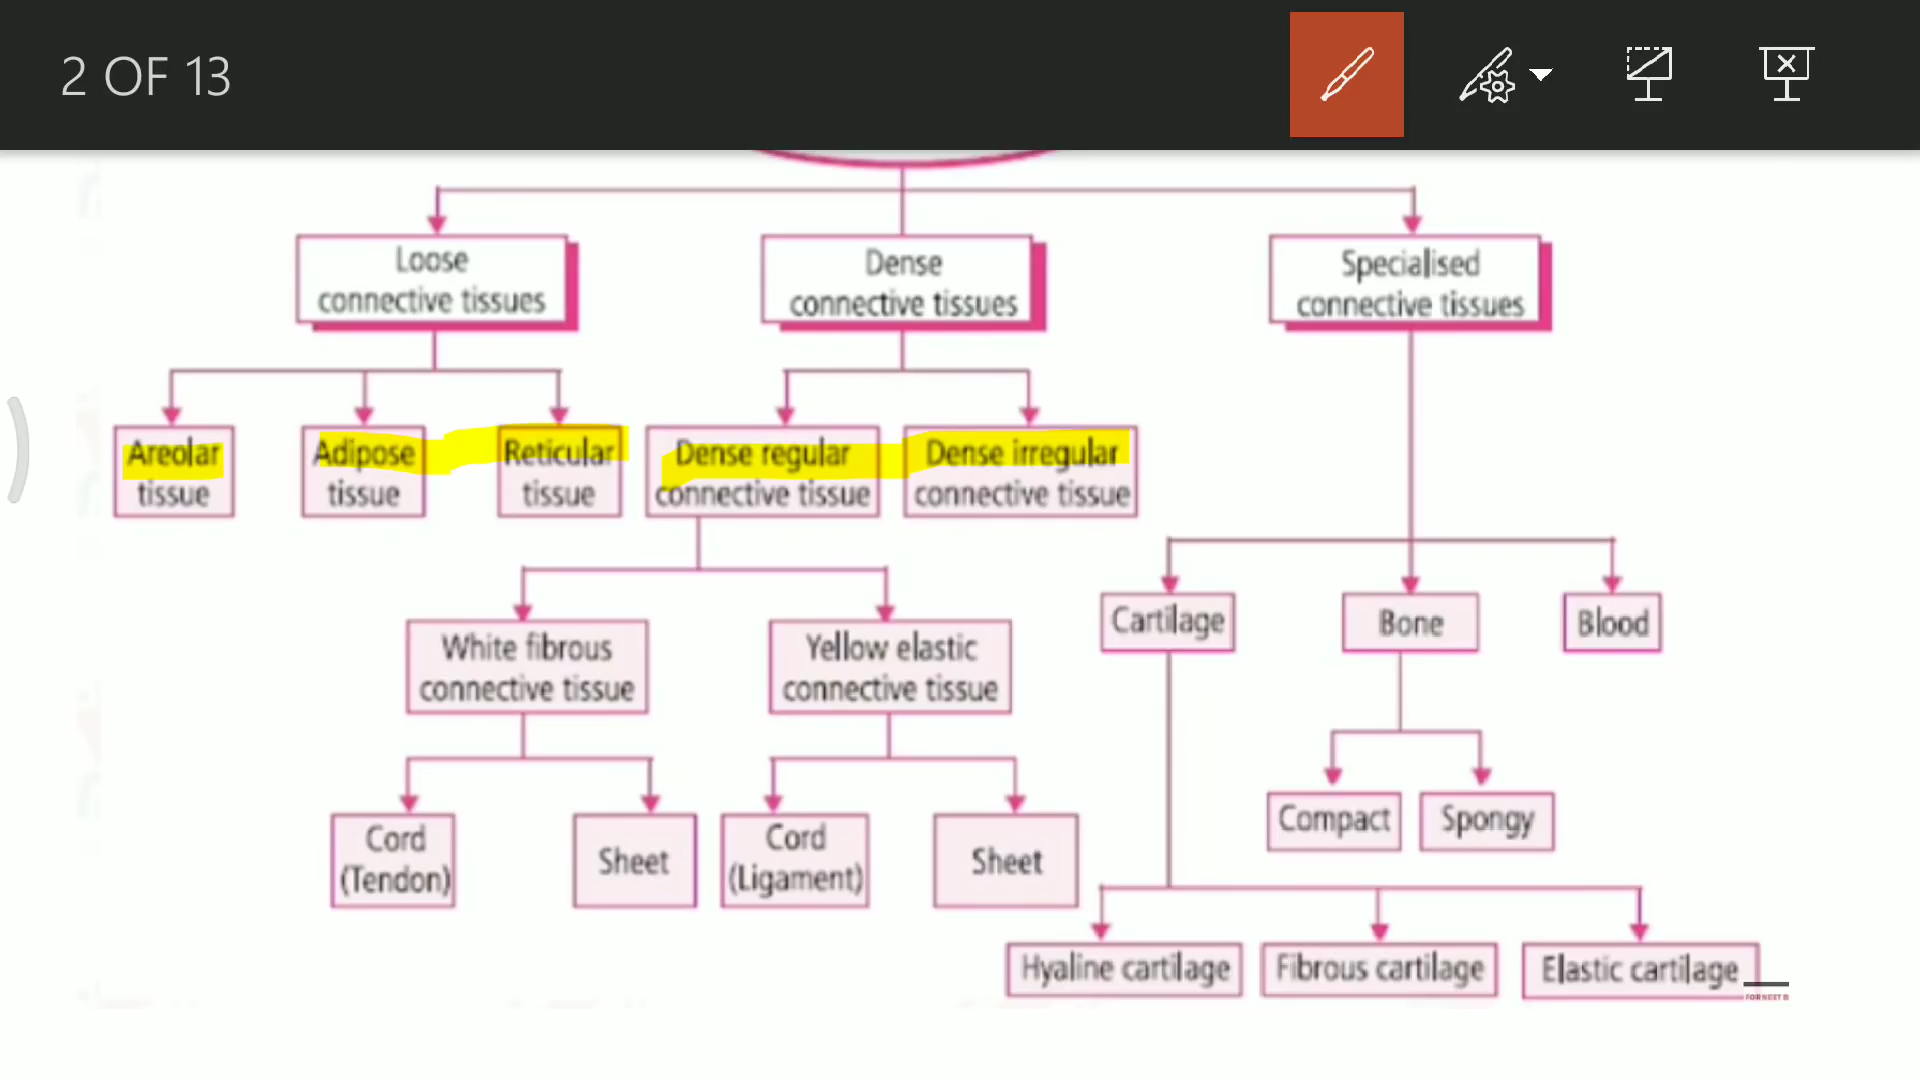 2 OF 13
Loose
connective tissues
Dense
connective tissues
Specialised
connective tissues
Areolar
tissue
Adipose
tissue
Reticular
tissue
Dense regular
connective tissue
Dense irregular
connective tissue
White fibrous
connective tissue
Yellow elastic
connective tissue
Cartilage
Bone
Blood
Cord
(Tendon)
Sheet
Cord
(Ligament)
Sheet
Compact
Spongy
Hyaline cartilage
Fibrous cartilage
Elastic cartilage
FOR NEET B